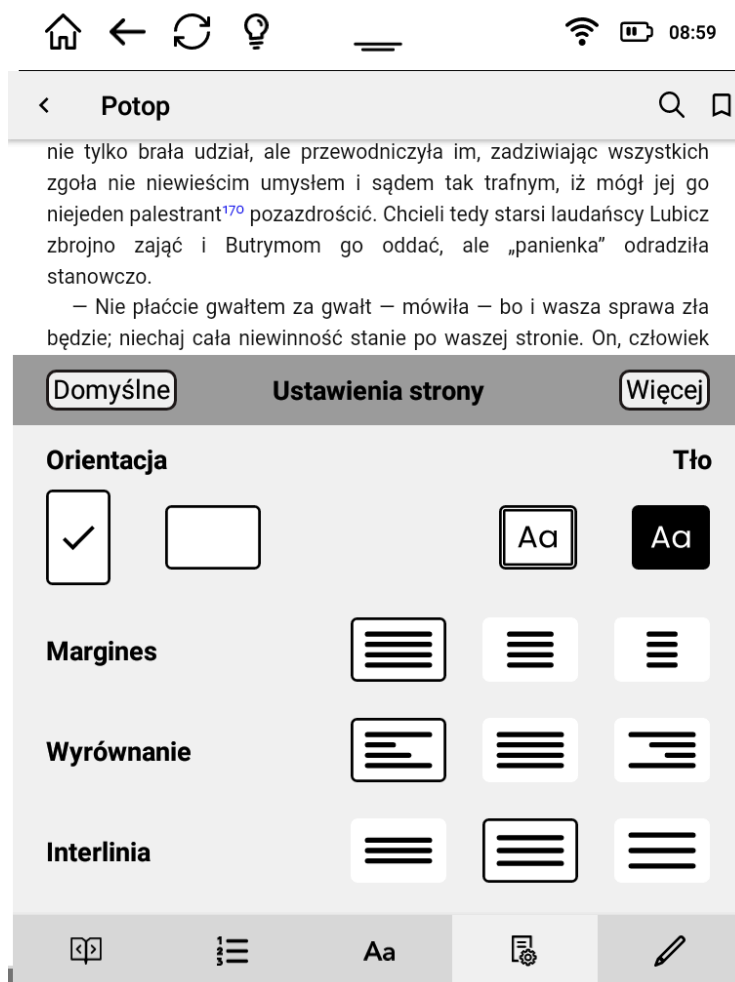 08:59
Potop
nie tylko brała udział, ale przewodniczyła im, zadziwiając wszystkich
zgoła nie niewieścim umysłem i sądem tak trafnym, iż mógł jej go
niejeden palestrant¹⁷⁰ pozazdrościć. Chcieli tedy starsi laudańscy Lubicz
zbrojno zająć i Butrymom go oddać, ale „panienka” odradziła
stanowczo.
— Nie płaćcie gwałtem za gwałt — mówiła — bo i wasza sprawa zła
będzie; niechaj cała niewinność stanie po waszej stronie. On, człowiek
Domyślne Ustawienia strony Więcej
Orientacja Tło
Aa Aa
Margines
Wyrównanie
Interlinia
1 2 3 Aa